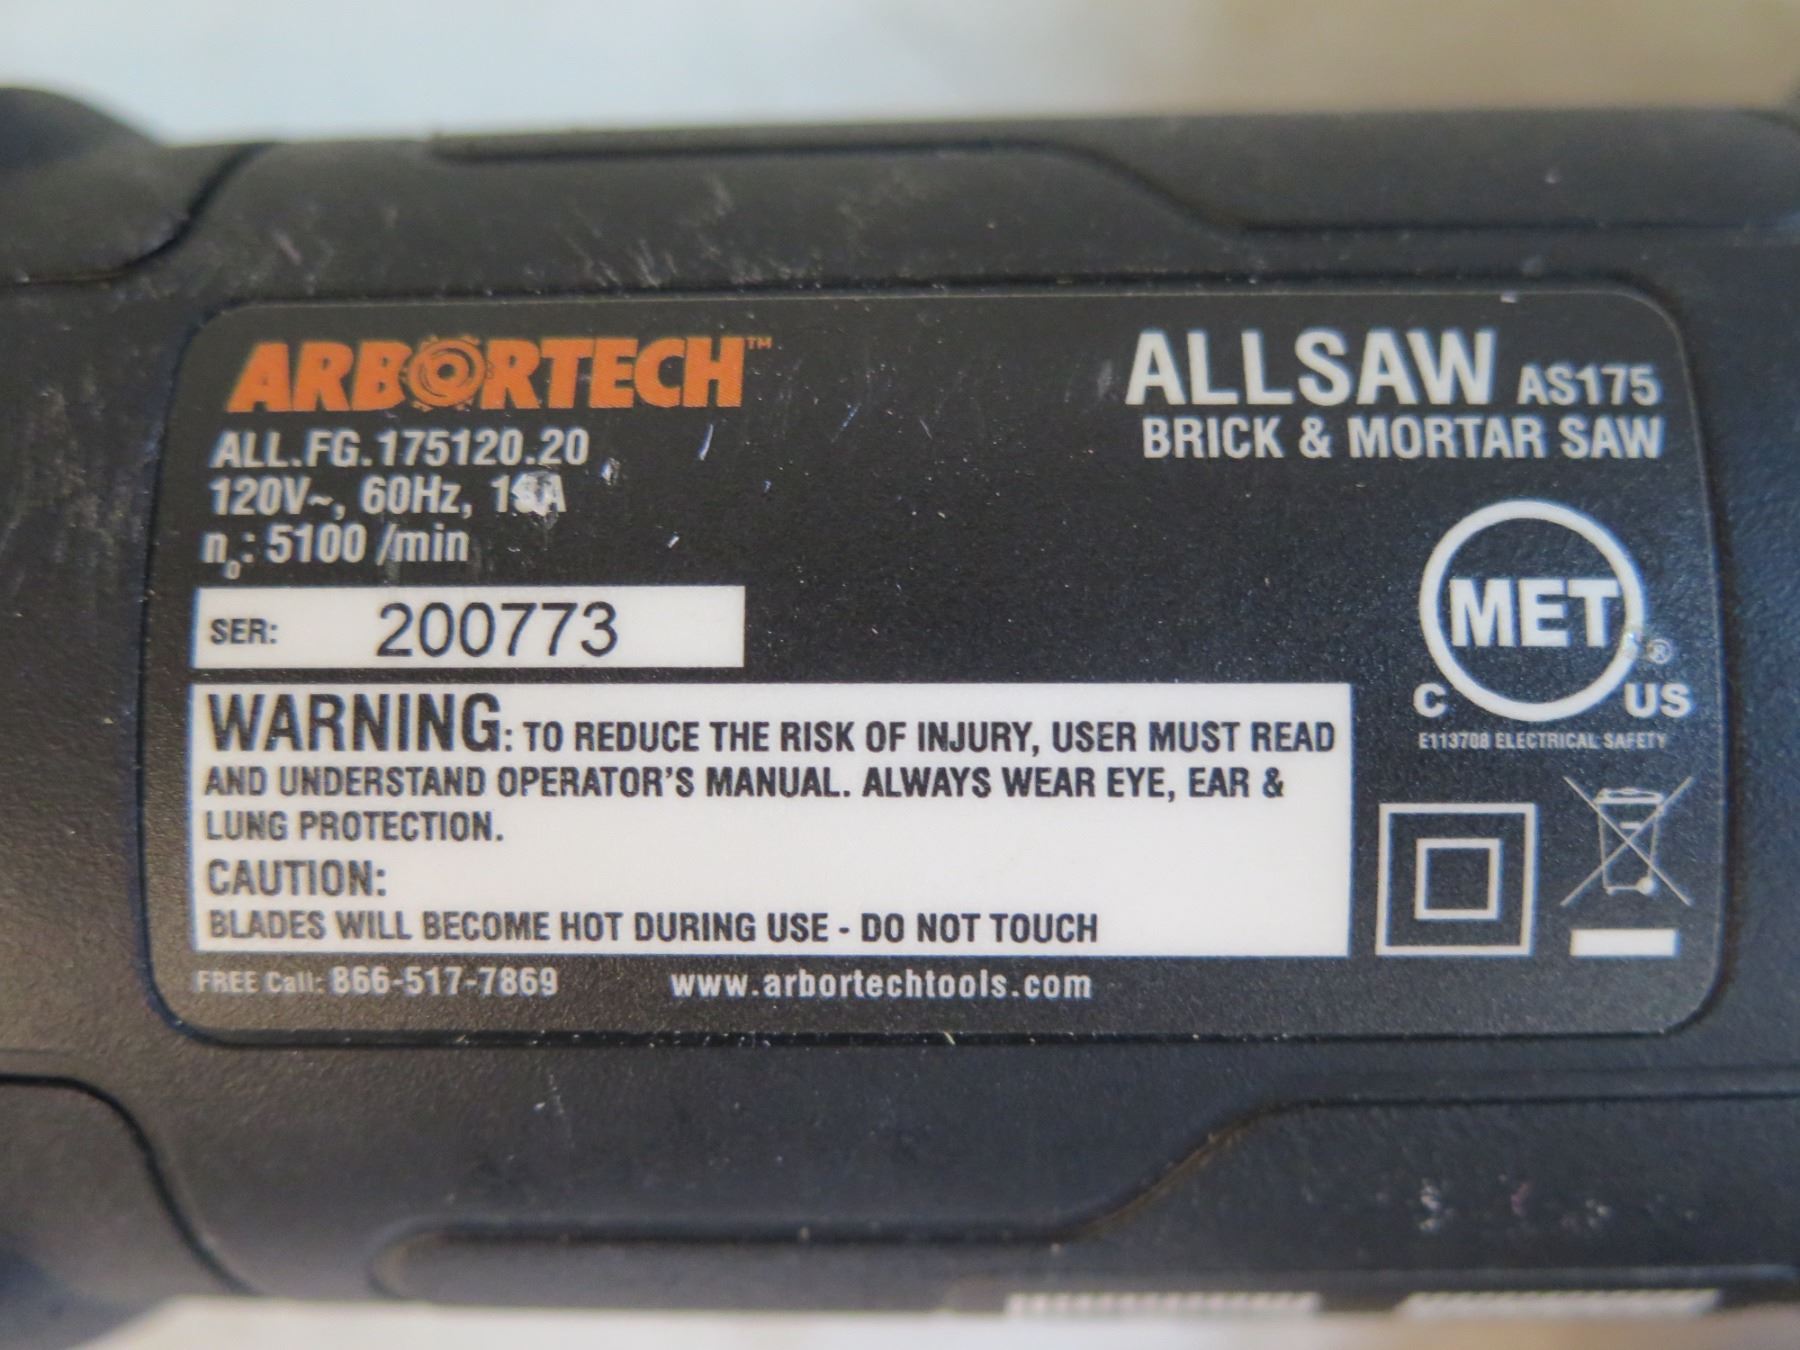 ARBORTECH™
ALL.FG.175120.20
120V~, 60Hz,
n₀: 5100 /min
SER: 200773
ALLSAW AS175
BRICK & MORTAR SAW
MET ®
C US
E113708 ELECTRICAL SAFETY
WARNING: TO REDUCE THE RISK OF INJURY, USER MUST READ
AND UNDERSTAND OPERATOR'S MANUAL. ALWAYS WEAR EYE, EAR &
LUNG PROTECTION.
CAUTION:
BLADES WILL BECOME HOT DURING USE - DO NOT TOUCH
FREE Call: 866-517-7869 www.arbortechtools.com